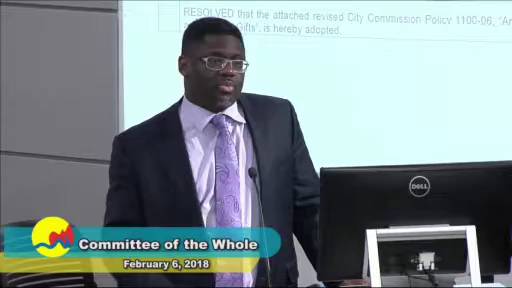 RESOLVED that the attached revised City Commission Policy 1100-06, "Ar
Gifts", is hereby adopted.
DELL
Committee of the Whole
February 6, 2018